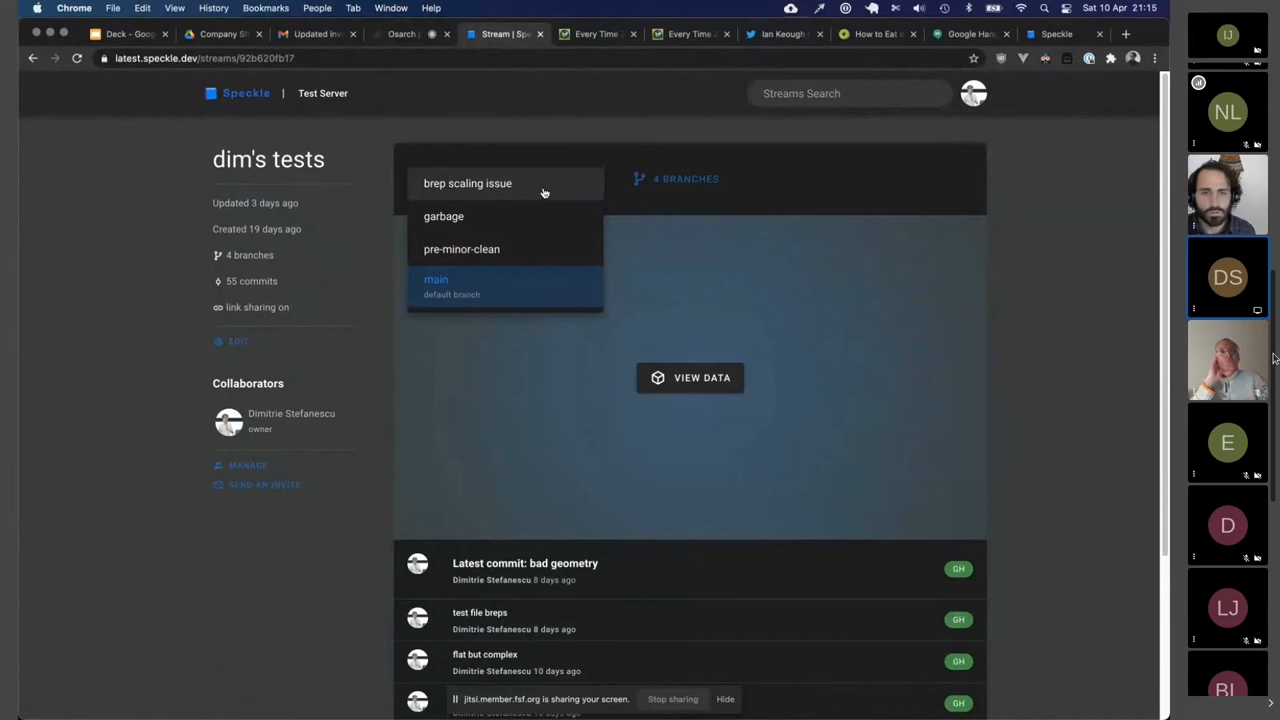 Chrome File Edit View History Bookmarks People Tab Window Help Sat 10 Apr 21:15
Deck - Goog Company Sh Updated inv Osarch Stream | Spe Every Time Every Time Ian Keough How to Eat Google Han Speckle
latest.speckle.dev/streams/92b620fb17
Speckle | Test Server Streams Search
dim's tests
Updated 3 days ago
Created 19 days ago
4 branches
55 commits
link sharing on
EDIT
Collaborators
Dimitrie Stefanescu
owner
MANAGE
SEND AN INVITE
brep scaling issue
garbage
pre-minor-clean
main
default branch
4 BRANCHES
VIEW DATA
Latest commit: bad geometry
Dimitrie Stefanescu 8 days ago
GH
test file breps
Dimitrie Stefanescu 8 days ago
GH
flat but complex
Dimitrie Stefanescu 10 days ago
GH
GH
jitsi.member.fsf.org is sharing your screen. Stop sharing Hide
IJ
NL
DS
E
D
LJ